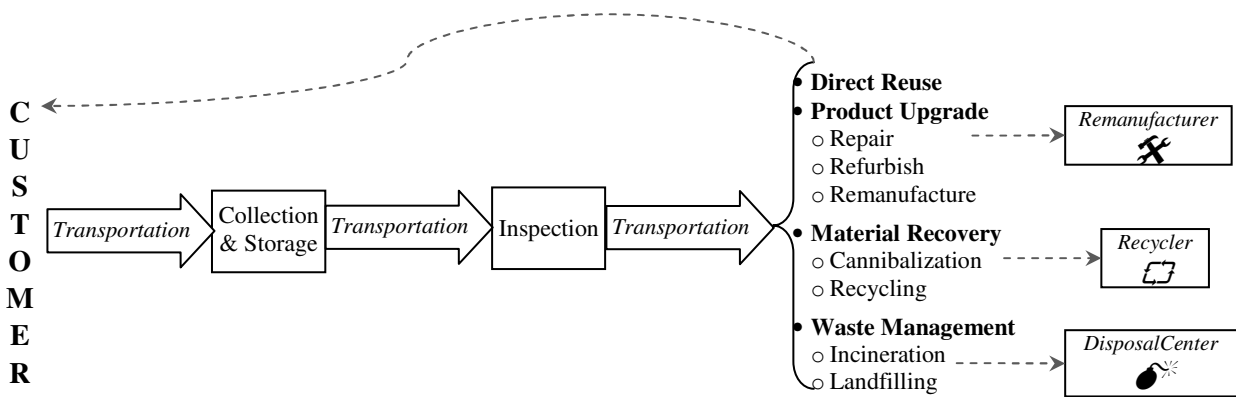 CUSTOMER
Transportation
Collection
& Storage
Transportation
Inspection
Transportation
• Direct Reuse
• Product Upgrade
○ Repair
○ Refurbish
○ Remanufacture
• Material Recovery
○ Cannibalization
○ Recycling
• Waste Management
○ Incineration
○ Landfilling
Remanufacturer
Recycler
DisposalCenter